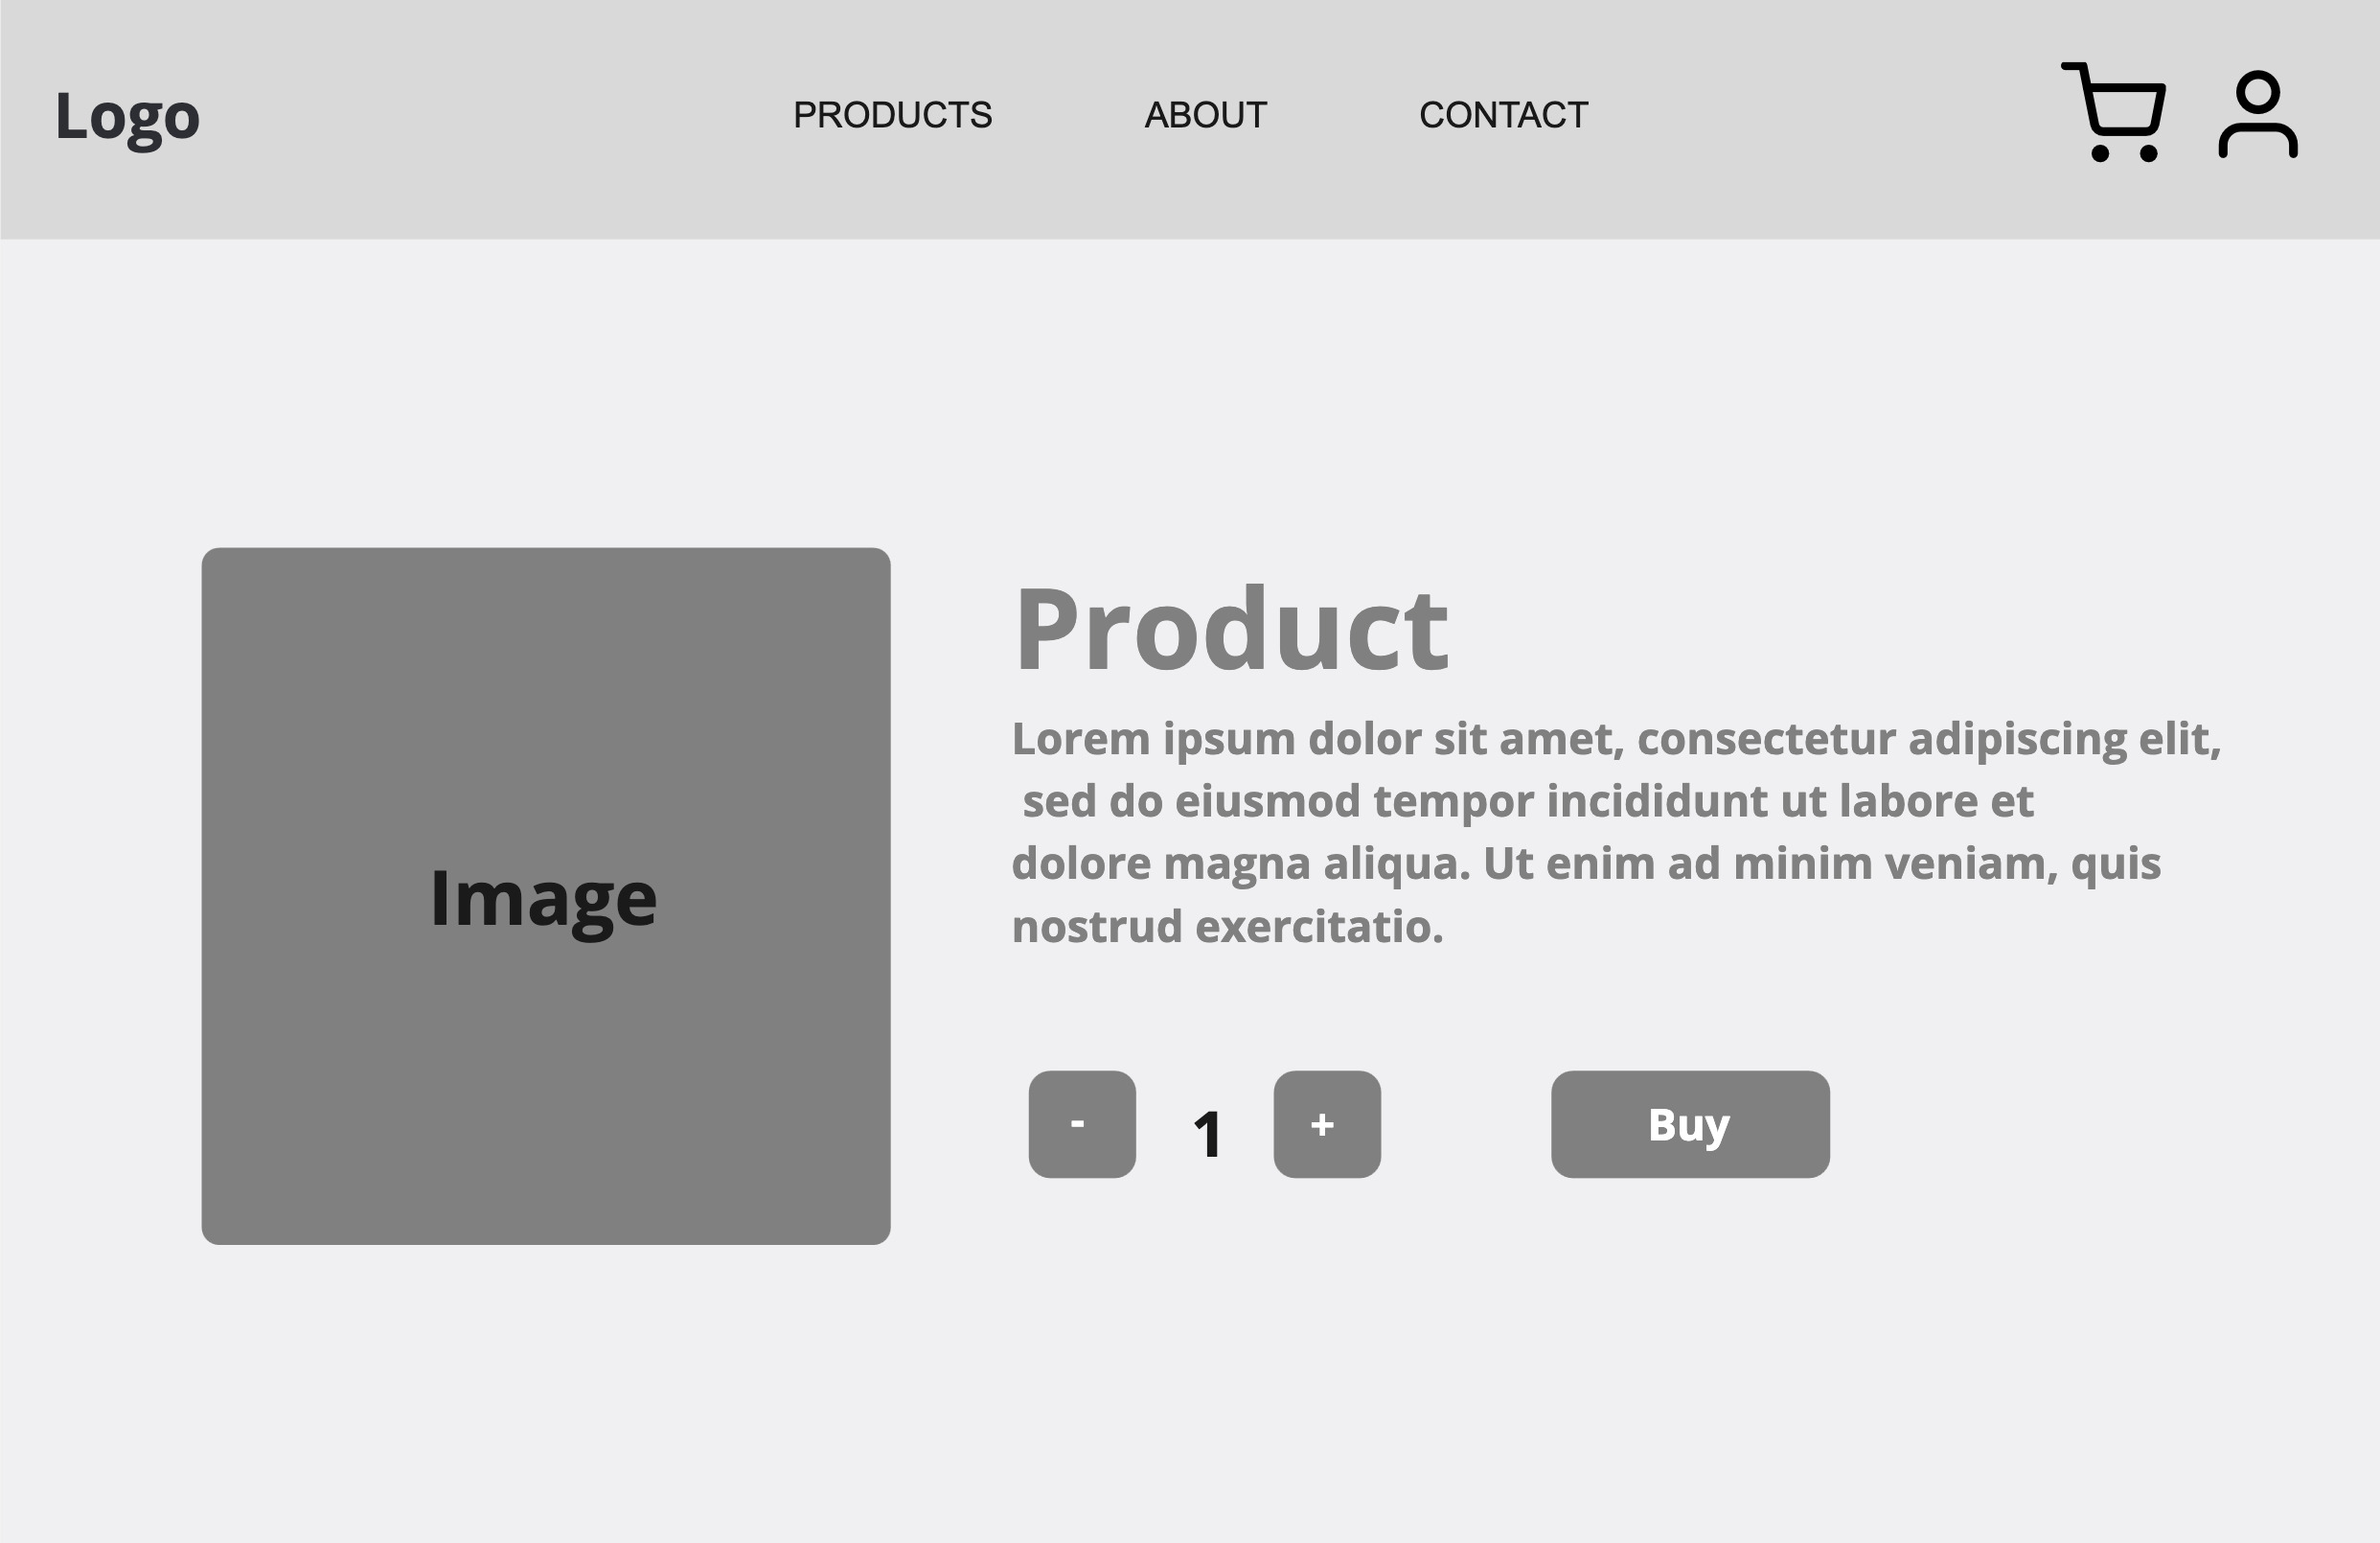 Logo
PRODUCTS ABOUT CONTACT
Product
Lorem ipsum dolor sit amet, consectetur adipiscing elit,
sed do eiusmod tempor incididunt ut labore et
dolore magna aliqua. Ut enim ad minim veniam, quis
nostrud exercitatio.
Image
- 1 + Buy